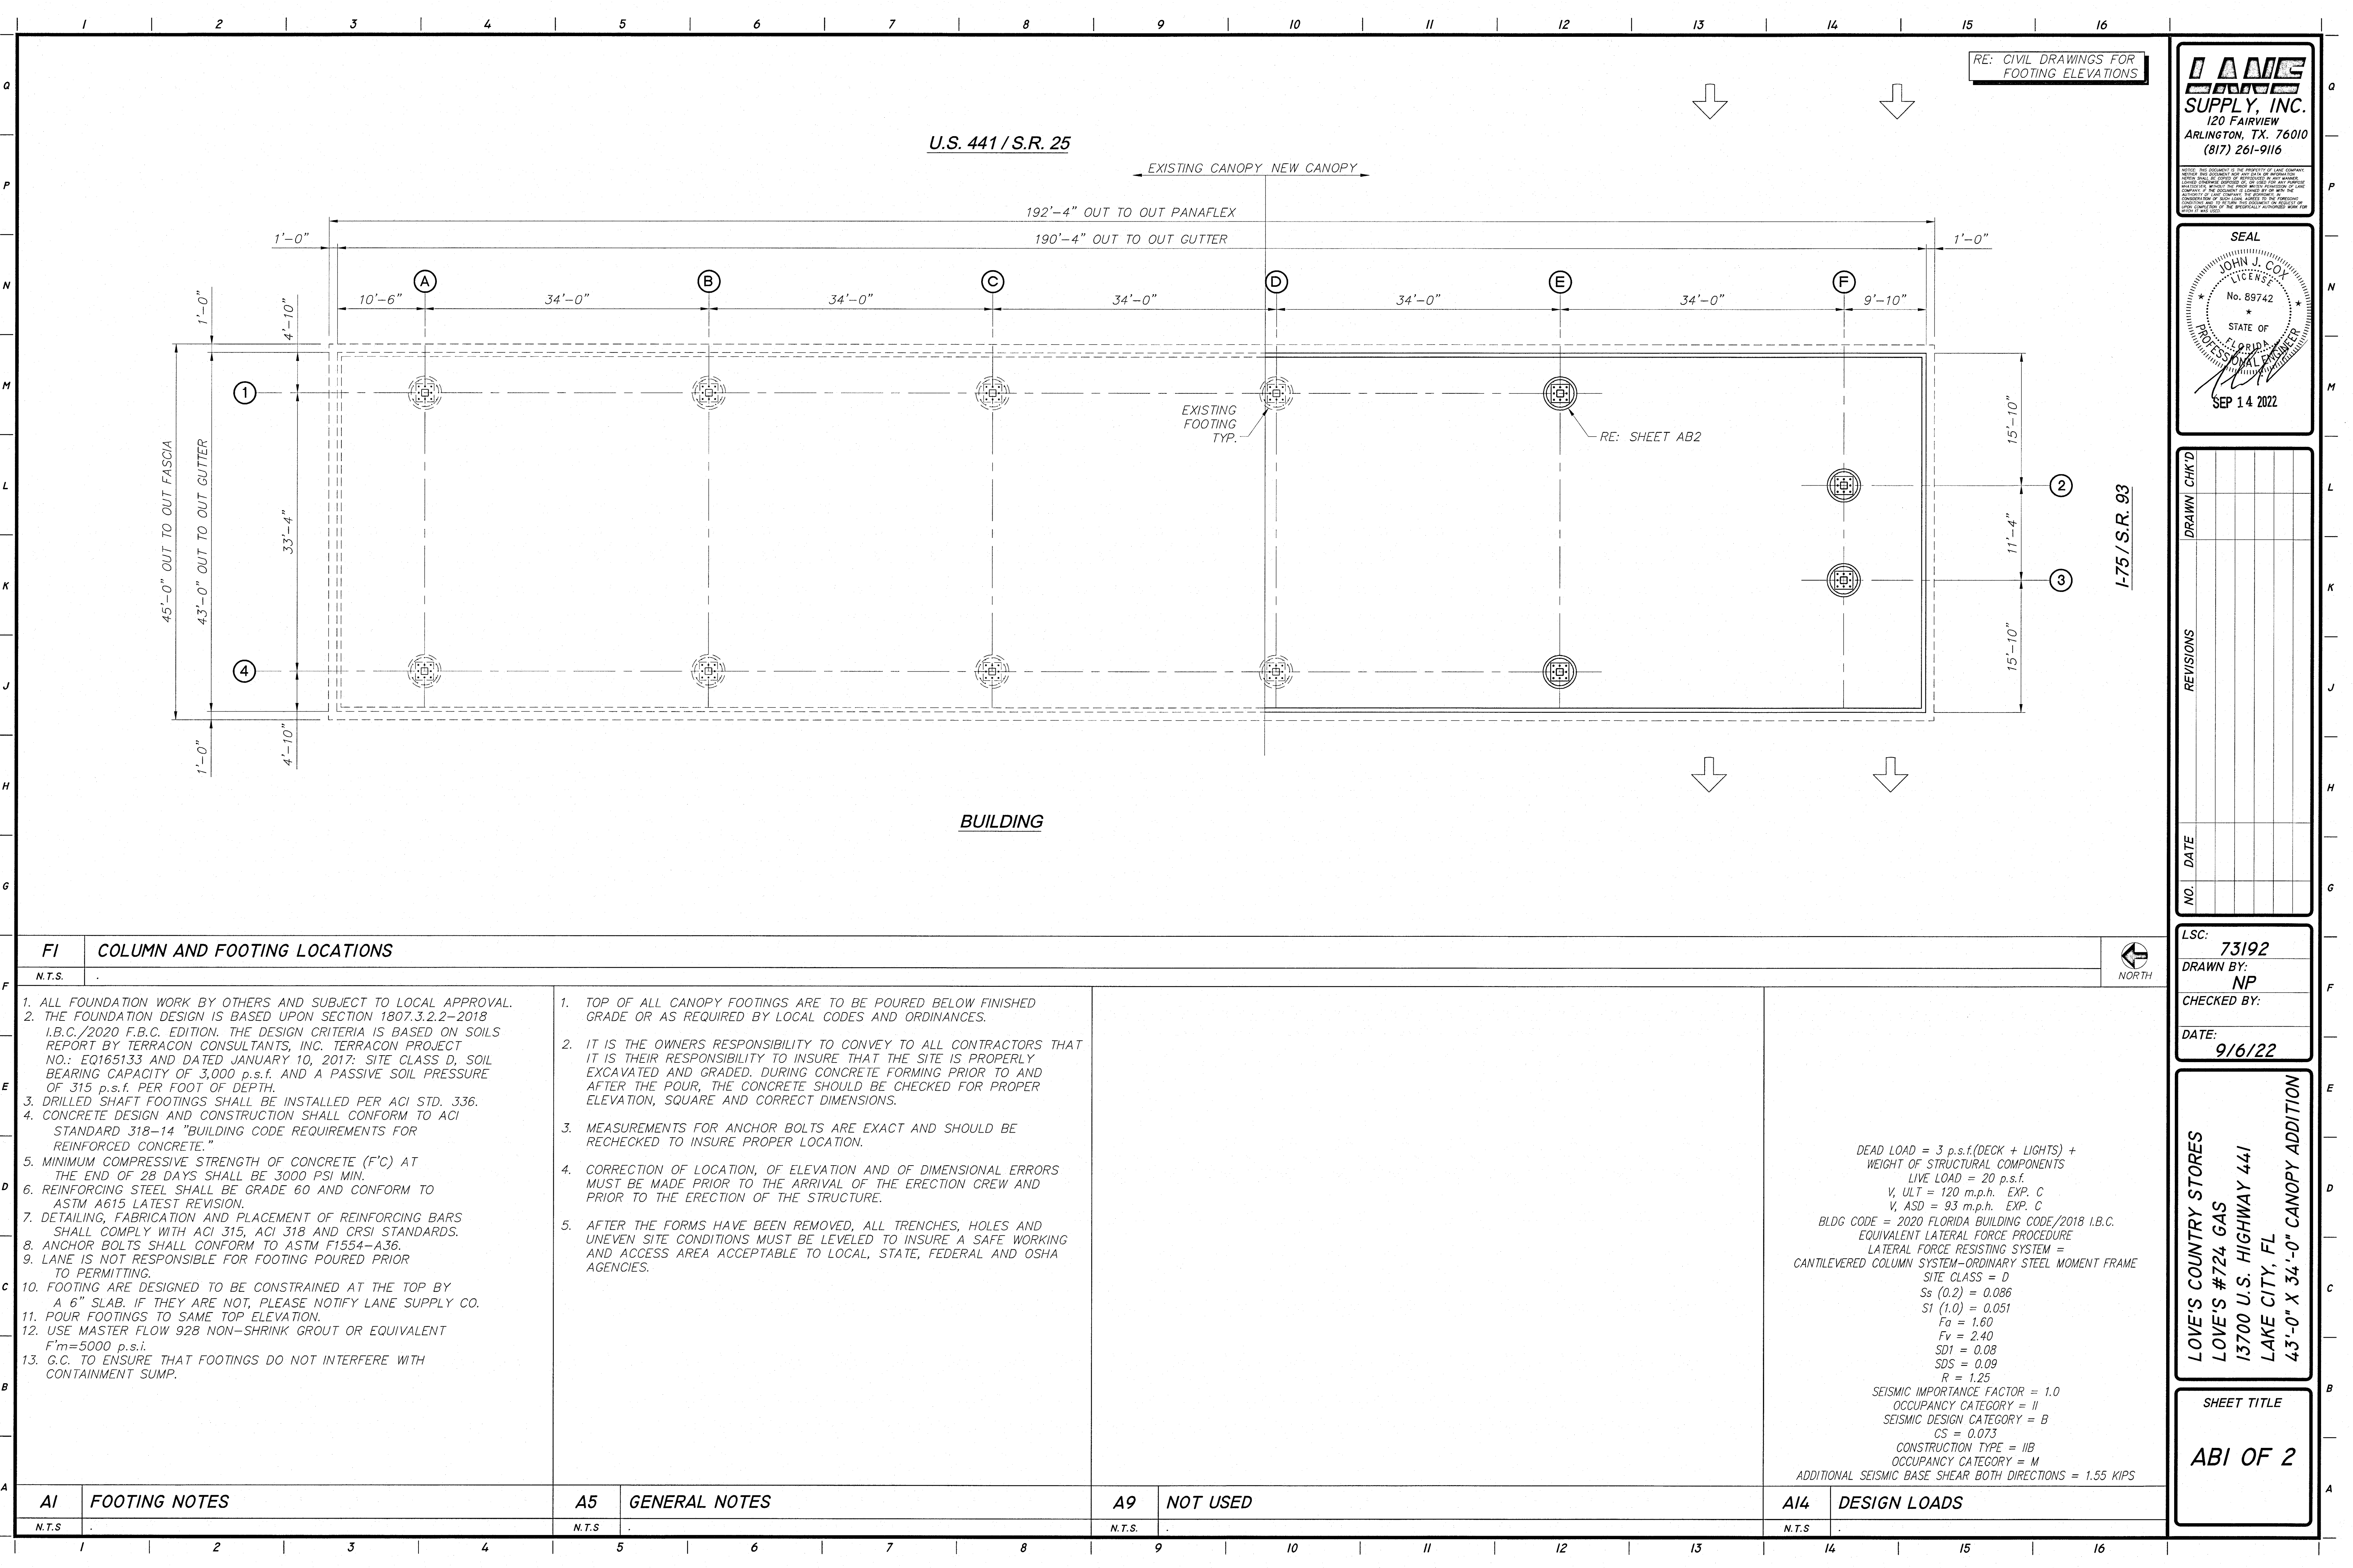 1 2 3 4 5 6 7 8 9 10 11 12 13 14 15 16
Q
P
N
M
L
K
J
H
G
F
E
D
C
B
A
RE: CIVIL DRAWINGS FOR
FOOTING ELEVATIONS
U.S. 441 / S.R. 25
EXISTING CANOPY NEW CANOPY
192'-4" OUT TO OUT PANAFLEX
1'-0" 190'-4" OUT TO OUT GUTTER 1'-0"
A B C D E F
10'-6" 34'-0" 34'-0" 34'-0" 34'-0" 34'-0" 9'-10"
1'-0"
4'-10"
1
45'-0" OUT TO OUT FASCIA
43'-0" OUT TO OUT GUTTER
33'-4"
4
1'-0"
4'-10"
EXISTING
FOOTING
TYP.
RE: SHEET AB2
15'-10"
2
11'-4"
3
15'-10"
I-75 / S.R. 93
BUILDING
F1 COLUMN AND FOOTING LOCATIONS
N.T.S. .
NORTH
1. ALL FOUNDATION WORK BY OTHERS AND SUBJECT TO LOCAL APPROVAL.
2. THE FOUNDATION DESIGN IS BASED UPON SECTION 1807.3.2.2-2018
I.B.C./2020 F.B.C. EDITION. THE DESIGN CRITERIA IS BASED ON SOILS
REPORT BY TERRACON CONSULTANTS, INC. TERRACON PROJECT
NO.: EQ165133 AND DATED JANUARY 10, 2017: SITE CLASS D, SOIL
BEARING CAPACITY OF 3,000 p.s.f. AND A PASSIVE SOIL PRESSURE
OF 315 p.s.f. PER FOOT OF DEPTH.
3. DRILLED SHAFT FOOTINGS SHALL BE INSTALLED PER ACI STD. 336.
4. CONCRETE DESIGN AND CONSTRUCTION SHALL CONFORM TO ACI
STANDARD 318-14 "BUILDING CODE REQUIREMENTS FOR
REINFORCED CONCRETE."
5. MINIMUM COMPRESSIVE STRENGTH OF CONCRETE (F'C) AT
THE END OF 28 DAYS SHALL BE 3000 PSI MIN.
6. REINFORCING STEEL SHALL BE GRADE 60 AND CONFORM TO
ASTM A615 LATEST REVISION.
7. DETAILING, FABRICATION AND PLACEMENT OF REINFORCING BARS
SHALL COMPLY WITH ACI 315, ACI 318 AND CRSI STANDARDS.
8. ANCHOR BOLTS SHALL CONFORM TO ASTM F1554-A36.
9. LANE IS NOT RESPONSIBLE FOR FOOTING POURED PRIOR
TO PERMITTING.
10. FOOTING ARE DESIGNED TO BE CONSTRAINED AT THE TOP BY
A 6" SLAB. IF THEY ARE NOT, PLEASE NOTIFY LANE SUPPLY CO.
11. POUR FOOTINGS TO SAME TOP ELEVATION.
12. USE MASTER FLOW 928 NON-SHRINK GROUT OR EQUIVALENT
F'm=5000 p.s.i.
13. G.C. TO ENSURE THAT FOOTINGS DO NOT INTERFERE WITH
CONTAINMENT SUMP.
A1 FOOTING NOTES
N.T.S .
1. TOP OF ALL CANOPY FOOTINGS ARE TO BE POURED BELOW FINISHED
GRADE OR AS REQUIRED BY LOCAL CODES AND ORDINANCES.
2. IT IS THE OWNERS RESPONSIBILITY TO CONVEY TO ALL CONTRACTORS THAT
IT IS THEIR RESPONSIBILITY TO INSURE THAT THE SITE IS PROPERLY
EXCAVATED AND GRADED. DURING CONCRETE FORMING PRIOR TO AND
AFTER THE POUR, THE CONCRETE SHOULD BE CHECKED FOR PROPER
ELEVATION, SQUARE AND CORRECT DIMENSIONS.
3. MEASUREMENTS FOR ANCHOR BOLTS ARE EXACT AND SHOULD BE
RECHECKED TO INSURE PROPER LOCATION.
4. CORRECTION OF LOCATION, OF ELEVATION AND OF DIMENSIONAL ERRORS
MUST BE MADE PRIOR TO THE ARRIVAL OF THE ERECTION CREW AND
PRIOR TO THE ERECTION OF THE STRUCTURE.
5. AFTER THE FORMS HAVE BEEN REMOVED, ALL TRENCHES, HOLES AND
UNEVEN SITE CONDITIONS MUST BE LEVELED TO INSURE A SAFE WORKING
AND ACCESS AREA ACCEPTABLE TO LOCAL, STATE, FEDERAL AND OSHA
AGENCIES.
A5 GENERAL NOTES
N.T.S .
A9 NOT USED
N.T.S. .
DEAD LOAD = 3 p.s.f.(DECK + LIGHTS) +
WEIGHT OF STRUCTURAL COMPONENTS
LIVE LOAD = 20 p.s.f.
V, ULT = 120 m.p.h. EXP. C
V, ASD = 93 m.p.h. EXP. C
BLDG CODE = 2020 FLORIDA BUILDING CODE/2018 I.B.C.
EQUIVALENT LATERAL FORCE PROCEDURE
LATERAL FORCE RESISTING SYSTEM =
CANTILEVERED COLUMN SYSTEM-ORDINARY STEEL MOMENT FRAME
SITE CLASS = D
Ss (0.2) = 0.086
S1 (1.0) = 0.051
Fa = 1.60
Fv = 2.40
SD1 = 0.08
SDS = 0.09
R = 1.25
SEISMIC IMPORTANCE FACTOR = 1.0
OCCUPANCY CATEGORY = II
SEISMIC DESIGN CATEGORY = B
CS = 0.073
CONSTRUCTION TYPE = IIB
OCCUPANCY CATEGORY = M
ADDITIONAL SEISMIC BASE SHEAR BOTH DIRECTIONS = 1.55 KIPS
A14 DESIGN LOADS
N.T.S .
LANE
SUPPLY, INC.
120 FAIRVIEW
ARLINGTON, TX. 76010
(817) 261-9116
SEAL
JOHN J. COX
LICENSE
No. 89742
STATE OF
FLORIDA
PROFESSIONAL ENGINEER
SEP 14 2022
NO. DATE REVISIONS DRAWN CHK'D
LSC:
73192
DRAWN BY:
NP
CHECKED BY:
DATE:
9/6/22
LOVE'S COUNTRY STORES
LOVE'S #724 GAS
13700 U.S. HIGHWAY 441
LAKE CITY, FL
43'-0" X 34'-0" CANOPY ADDITION
SHEET TITLE
AB1 OF 2
Q
P
N
M
L
K
J
H
G
F
E
D
C
B
A
1 2 3 4 5 6 7 8 9 10 11 12 13 14 15 16